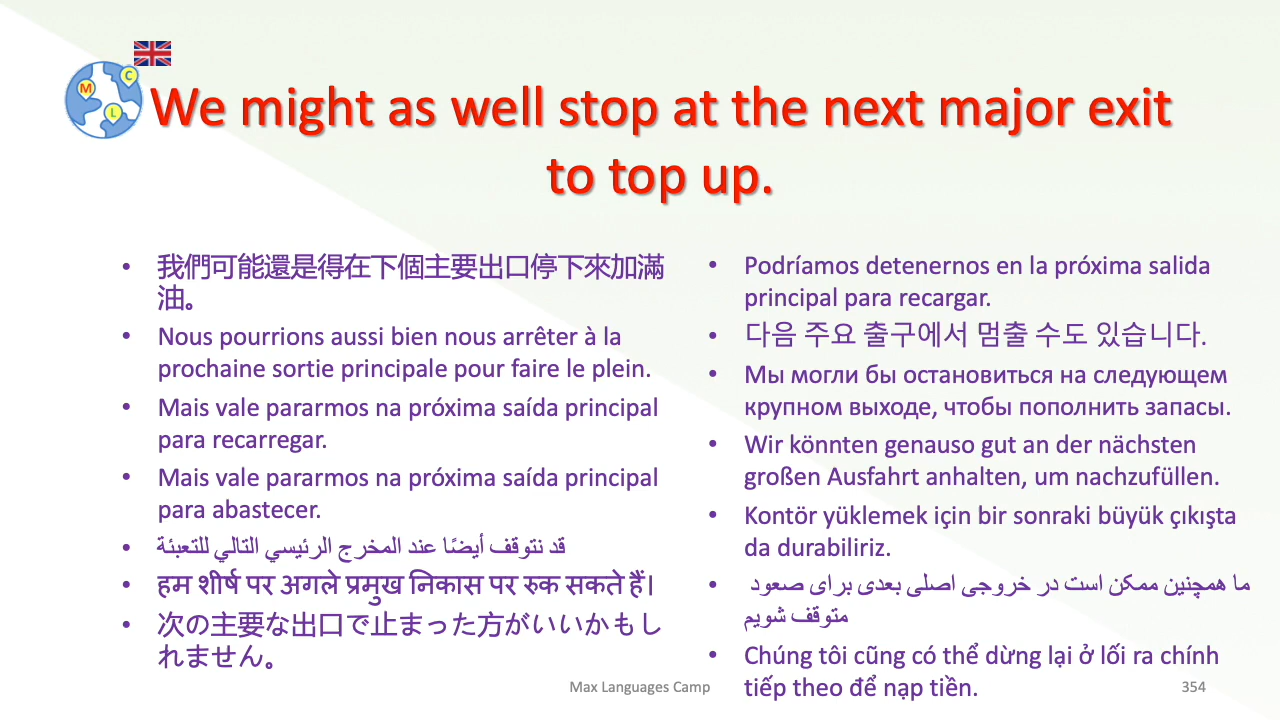 M
C
L
We might as well stop at the next major exit
to top up.
• 我們可能還是得在下個主要出口停下來加滿
油。
• Nous pourrions aussi bien nous arrêter à la
prochaine sortie principale pour faire le plein.
• Mais vale pararmos na próxima saída principal
para recarregar.
• Mais vale pararmos na próxima saída principal
para abastecer.
• قد نتوقف أيضًا عند المخرج الرئيسي التالي للتعبئة
• हम शीर्ष पर अगले प्रमुख निकास पर रुक सकते हैं।
• 次の主要な出口で止まった方がいいかもし
れません。
• Podríamos detenernos en la próxima salida
principal para recargar.
• 다음 주요 출구에서 멈출 수도 있습니다.
• Мы могли бы остановиться на следующем
крупном выходе, чтобы пополнить запасы.
• Wir könnten genauso gut an der nächsten
großen Ausfahrt anhalten, um nachzufüllen.
• Kontör yüklemek için bir sonraki büyük çıkışta
da durabiliriz.
• ما همچنین ممکن است در خروجی اصلی بعدی برای صعود
متوقف شویم
• Chúng tôi cũng có thể dừng lại ở lối ra chính
tiếp theo để nạp tiền.
Max Languages Camp
354